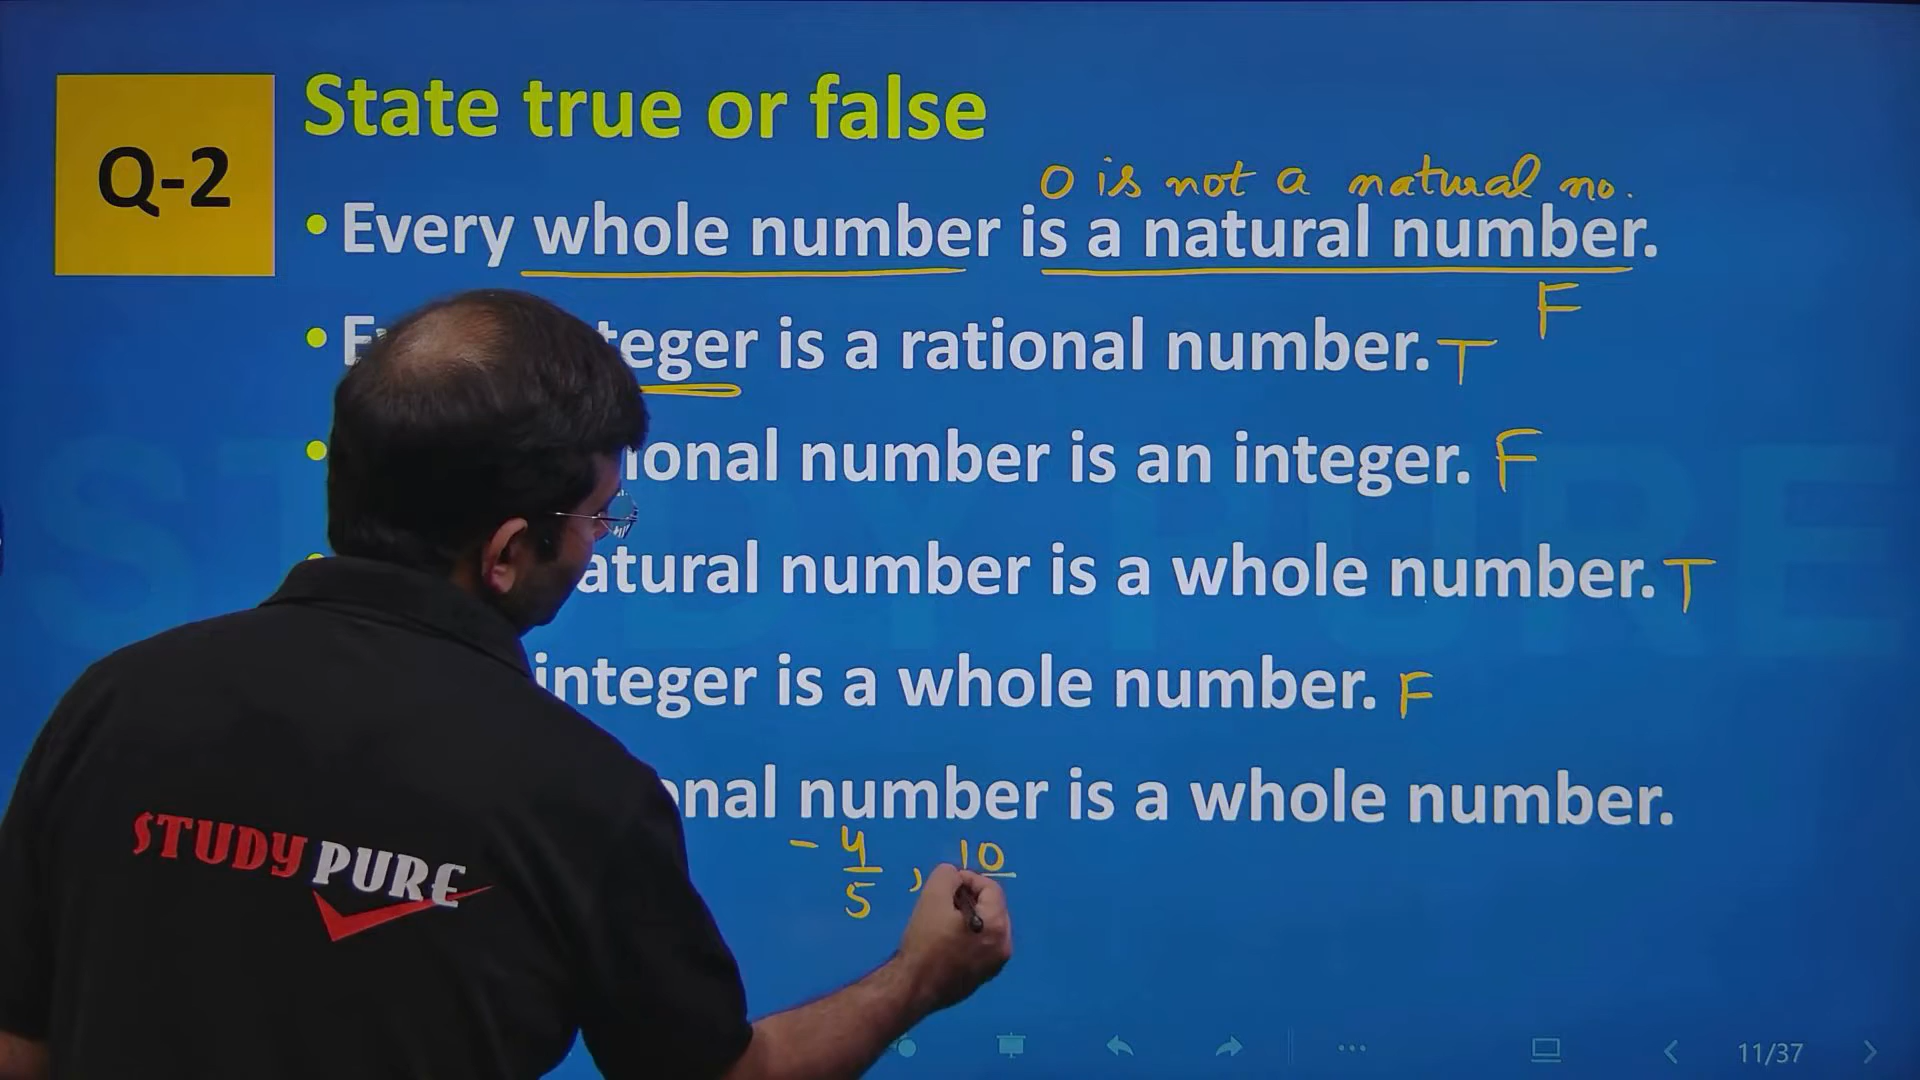 State true or false
Q-2
0 is not a natural no.
• Every whole number is a natural number.
F
• teger is a rational number. T
• ional number is an integer. F
atural number is a whole number. T
integer is a whole number. F
onal number is a whole number.
- 4/5 , 10
STUDY PURE
11/37